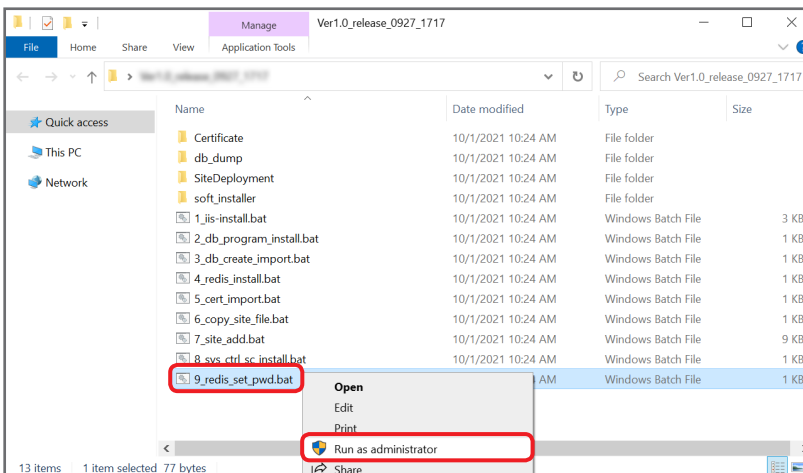 Manage Ver1.0_release_0927_1717
File Home Share View Application Tools
Search Ver1.0_release_0927_1717
Name Date modified Type Size
Quick access
This PC
Network
Certificate 10/1/2021 10:24 AM File folder
db_dump 10/1/2021 10:24 AM File folder
SiteDeployment 10/1/2021 10:24 AM File folder
soft_installer 10/1/2021 10:24 AM File folder
1_iis-install.bat 10/1/2021 10:24 AM Windows Batch File 3 KB
2_db_program_install.bat 10/1/2021 10:24 AM Windows Batch File 1 KB
3_db_create_import.bat 10/1/2021 10:24 AM Windows Batch File 1 KB
4_redis_install.bat 10/1/2021 10:24 AM Windows Batch File 1 KB
5_cert_import.bat 10/1/2021 10:24 AM Windows Batch File 1 KB
6_copy_site_file.bat 10/1/2021 10:24 AM Windows Batch File 1 KB
7_site_add.bat 10/1/2021 10:24 AM Windows Batch File 9 KB
8_sys_ctrl_sc_install.bat 10/1/2021 10:24 AM Windows Batch File 1 KB
9_redis_set_pwd.bat AM Windows Batch File 1 KB
Open
Edit
Print
Run as administrator
Share
13 items 1 item selected 77 bytes